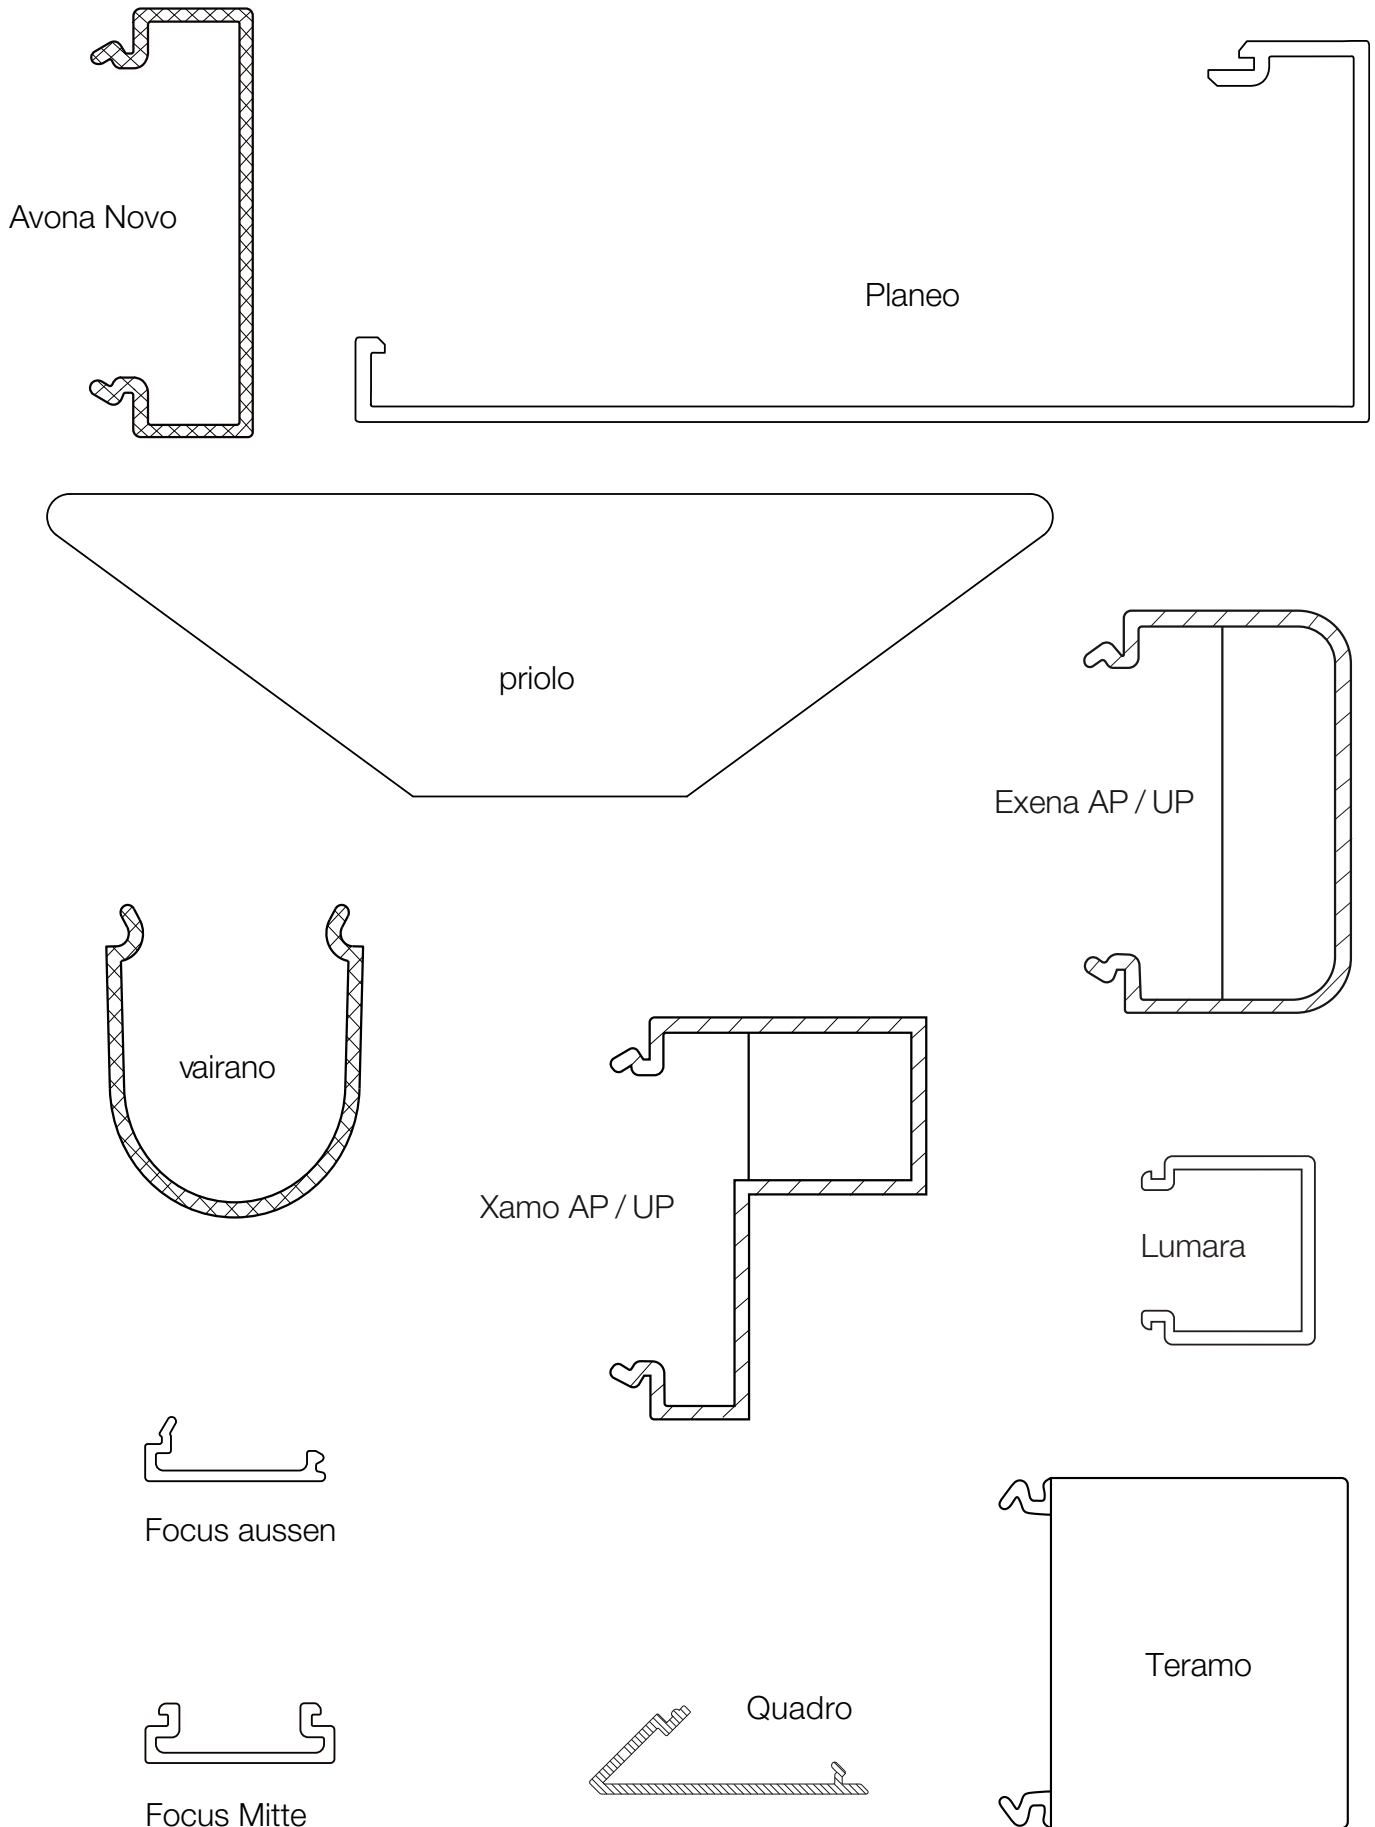 Avona Novo
Planeo
priolo
Exena AP / UP
vairano
Xamo AP / UP
Lumara
Focus aussen
Teramo
Quadro
Focus Mitte